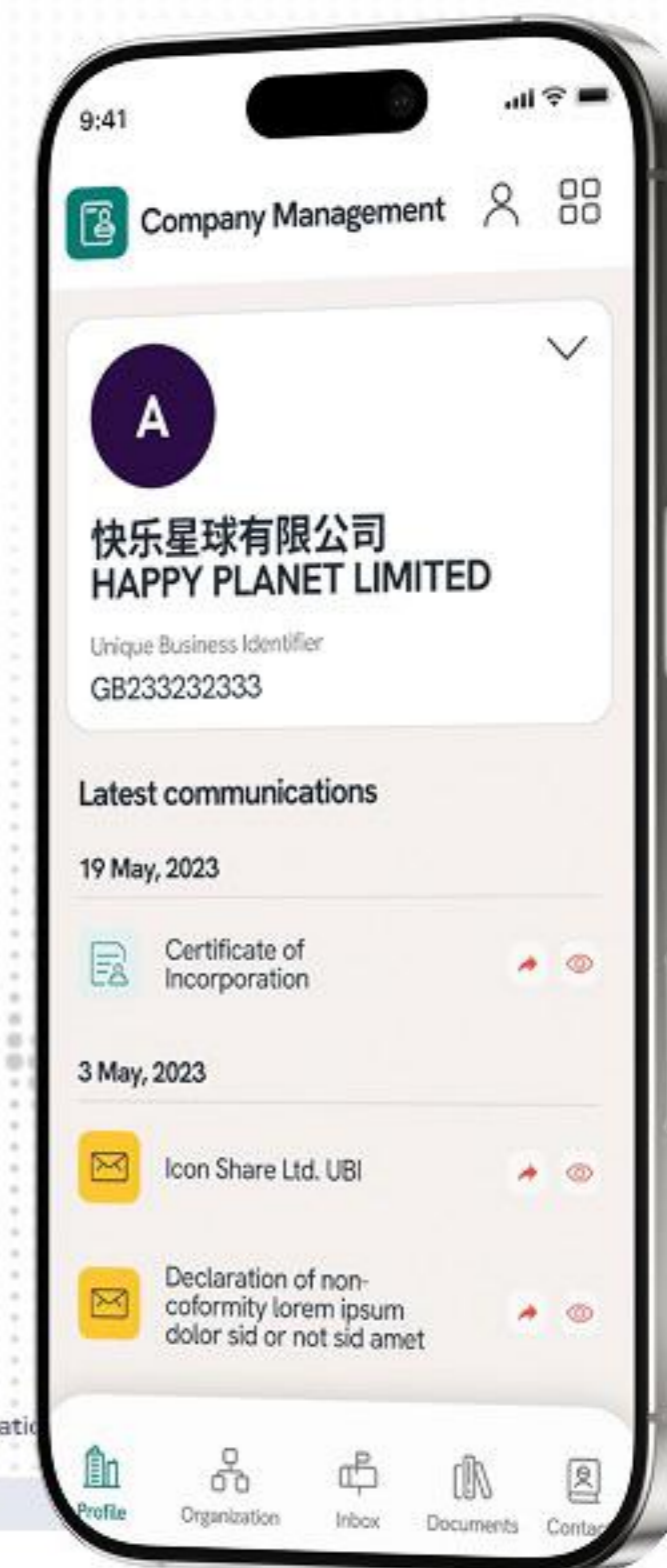 9:41
Company Management
A
快乐星球有限公司
HAPPY PLANET LIMITED
Unique Business Identifier
GB233232333
Latest communications
19 May, 2023
Certificate of
Incorporation
3 May, 2023
Icon Share Ltd. UBI
Declaration of non-
coformity lorem ipsum
dolor sid or not sid amet
Profile
Organization
Inbox
Documents